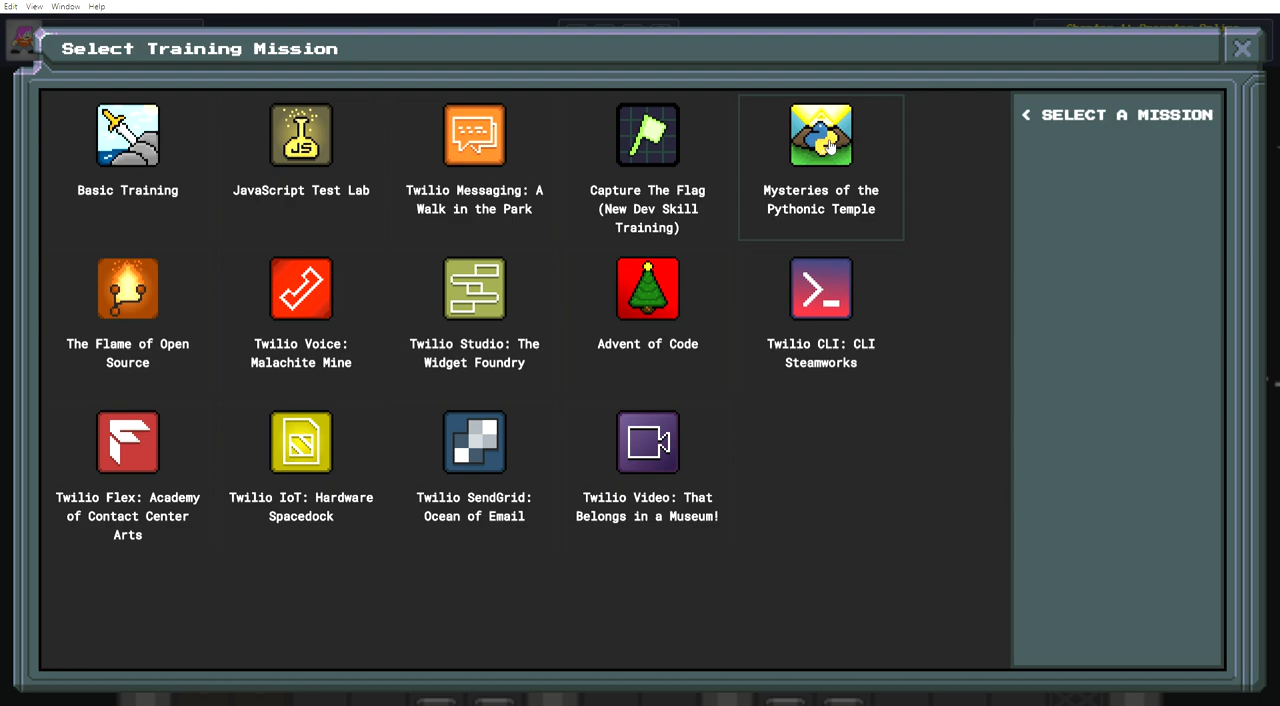 Edit View Window Help
Select Training Mission
< SELECT A MISSION
JS
Basic Training
JavaScript Test Lab
Twilio Messaging: A
Walk in the Park
Capture The Flag
(New Dev Skill
Training)
Mysteries of the
Pythonic Temple
The Flame of Open
Source
Twilio Voice:
Malachite Mine
Twilio Studio: The
Widget Foundry
Advent of Code
Twilio CLI: CLI
Steamworks
Twilio Flex: Academy
of Contact Center
Arts
Twilio IoT: Hardware
Spacedock
Twilio SendGrid:
Ocean of Email
Twilio Video: That
Belongs in a Museum!